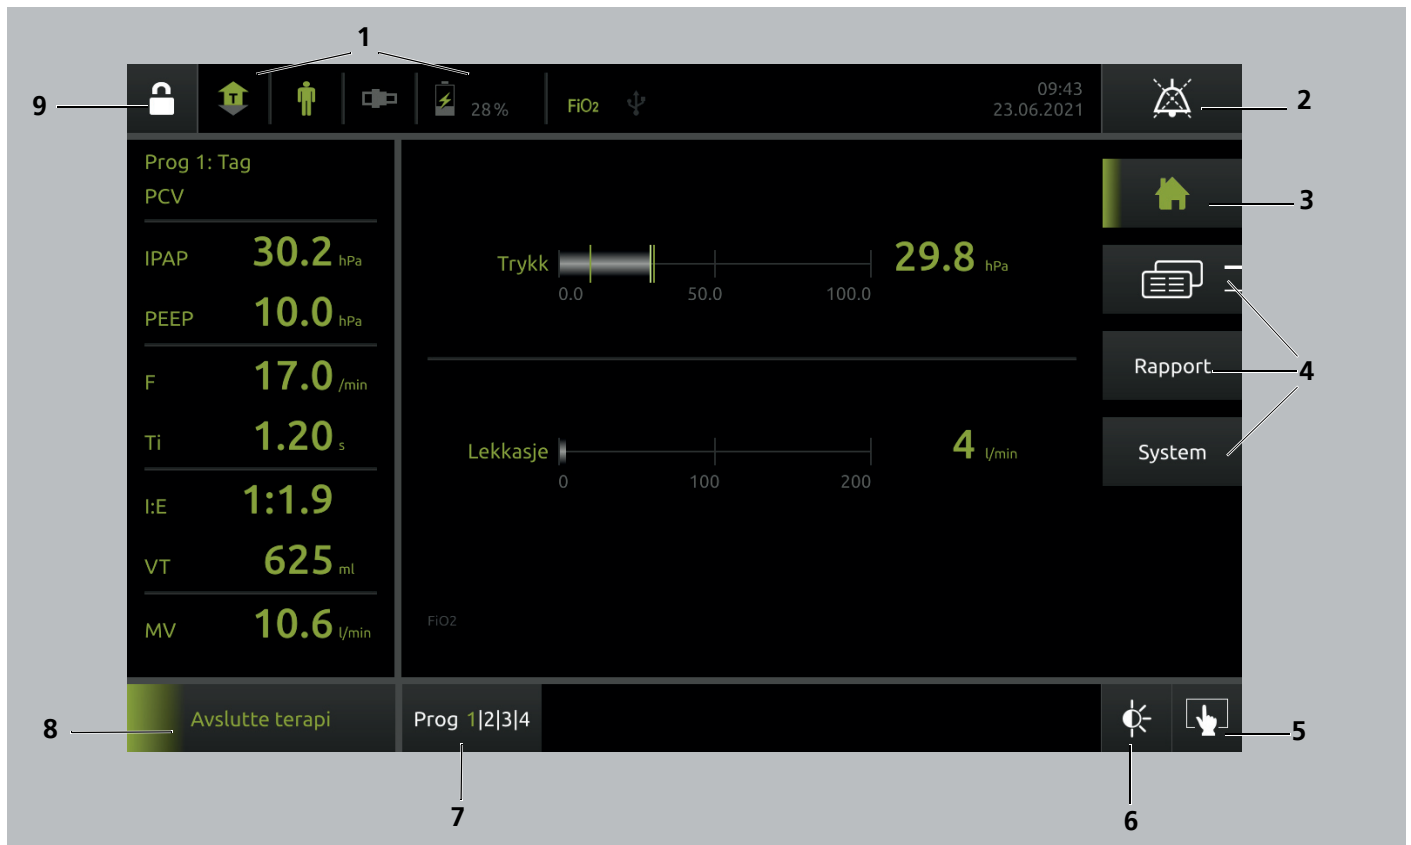 1
9
T
28%
FiO2
09:43
23.06.2021
2
Prog 1: Tag
PCV
IPAP 30.2 hPa
PEEP 10.0 hPa
F 17.0 /min
Ti 1.20 s
I:E 1:1.9
VT 625 ml
MV 10.6 l/min
Trykk 29.8 hPa
0.0 50.0 100.0
Lekkasje 4 l/min
0 100 200
FiO2
3
Rapport
4
System
8
Avslutte terapi
Prog 1|2|3|4
5
7
6